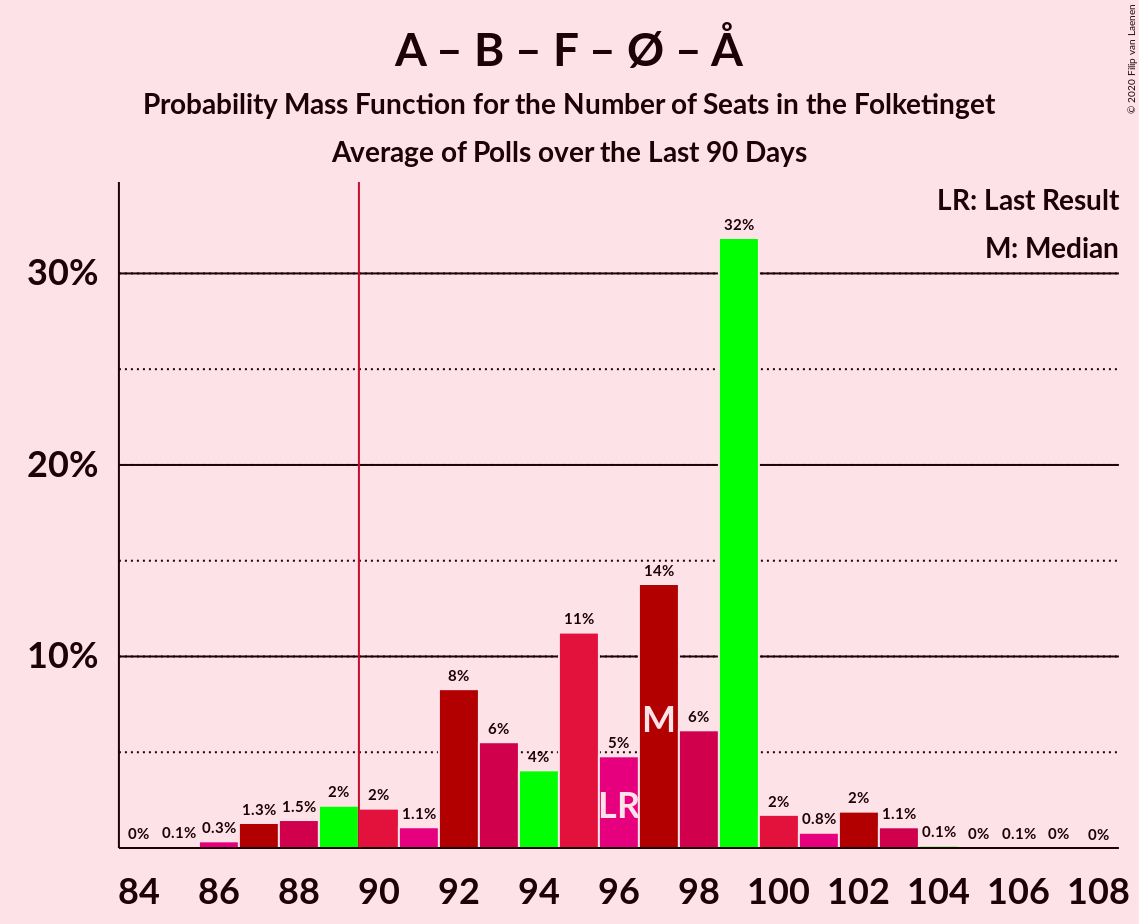 A – B – F – Ø – Å
Probability Mass Function for the Number of Seats in the Folketinget
Average of Polls over the Last 90 Days
© 2020 Filip van Laenen
LR: Last Result
M: Median
30%
20%
10%
0% 0.1% 0.3% 1.3% 1.5% 2% 2% 1.1% 8% 6% 4% 11% 5% 14% 6% 32% 2% 0.8% 2% 1.1% 0.1% 0% 0.1% 0% 0%
M
LR
84 86 88 90 92 94 96 98 100 102 104 106 108